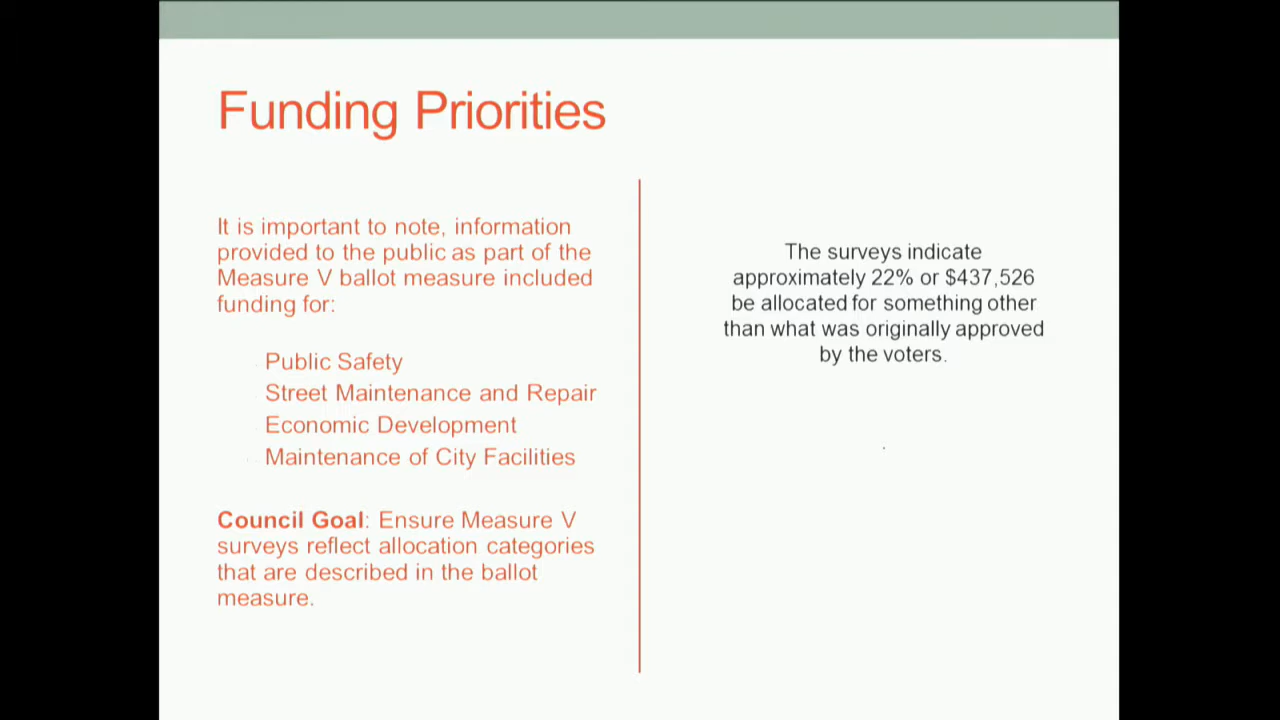 Funding Priorities
It is important to note, information
provided to the public as part of the
Measure V ballot measure included
funding for:
Public Safety
Street Maintenance and Repair
Economic Development
Maintenance of City Facilities
Council Goal: Ensure Measure V
surveys reflect allocation categories
that are described in the ballot
measure.
The surveys indicate
approximately 22% or $437,526
be allocated for something other
than what was originally approved
by the voters.